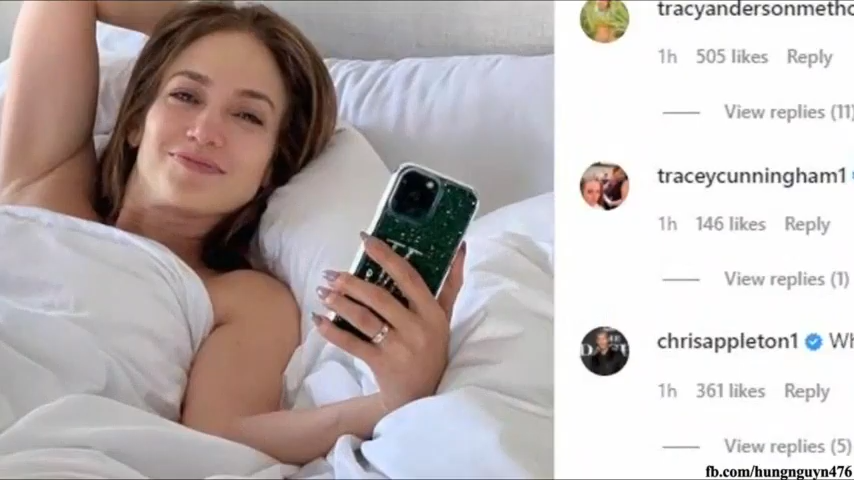 tracyandersonmetho
1h 505 likes Reply
View replies (11)
traceycunningham1
1h 146 likes Reply
View replies (1)
chrisappleton1 Wh
1h 361 likes Reply
View replies (5)
fb.com/hungnguyn476